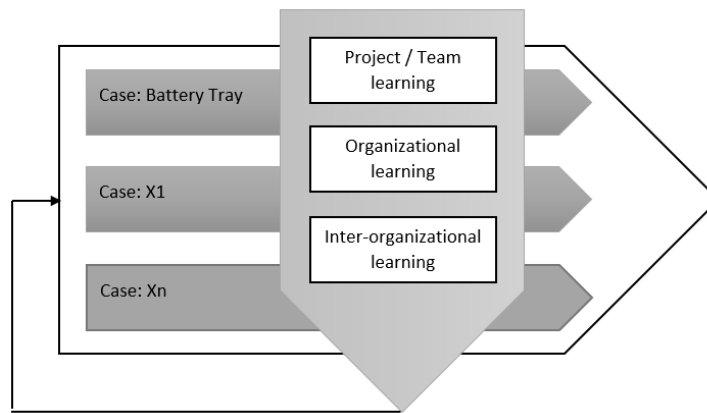 Project / Team
learning
Case: Battery Tray
Organizational
learning
Case: X1
Inter-organizational
learning
Case: Xn